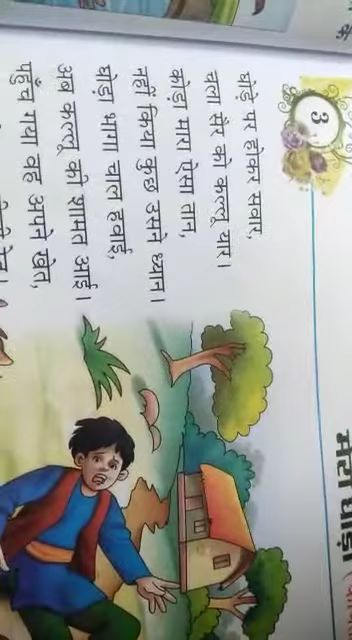 3
मेरा घोड़ा
घोड़े पर होकर सवार,
चला सैर को कल्लू यार।
कोड़ा मारा ऐसा तान,
नहीं किया कुछ उसने ध्यान।
घोड़ा भागा चाल हवाई,
अब कल्लू की शामत आई।
पहुँच गया वह अपने खेत,